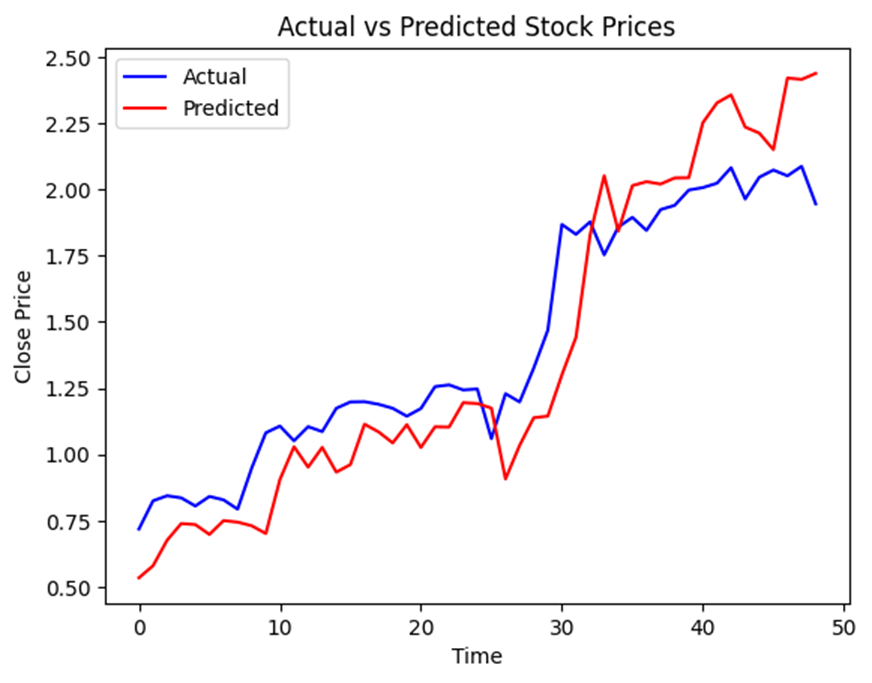 Actual vs Predicted Stock Prices
Actual
Predicted
2.50
2.25
2.00
1.75
1.50
1.25
1.00
0.75
0.50
Close Price
0 10 20 30 40 50
Time